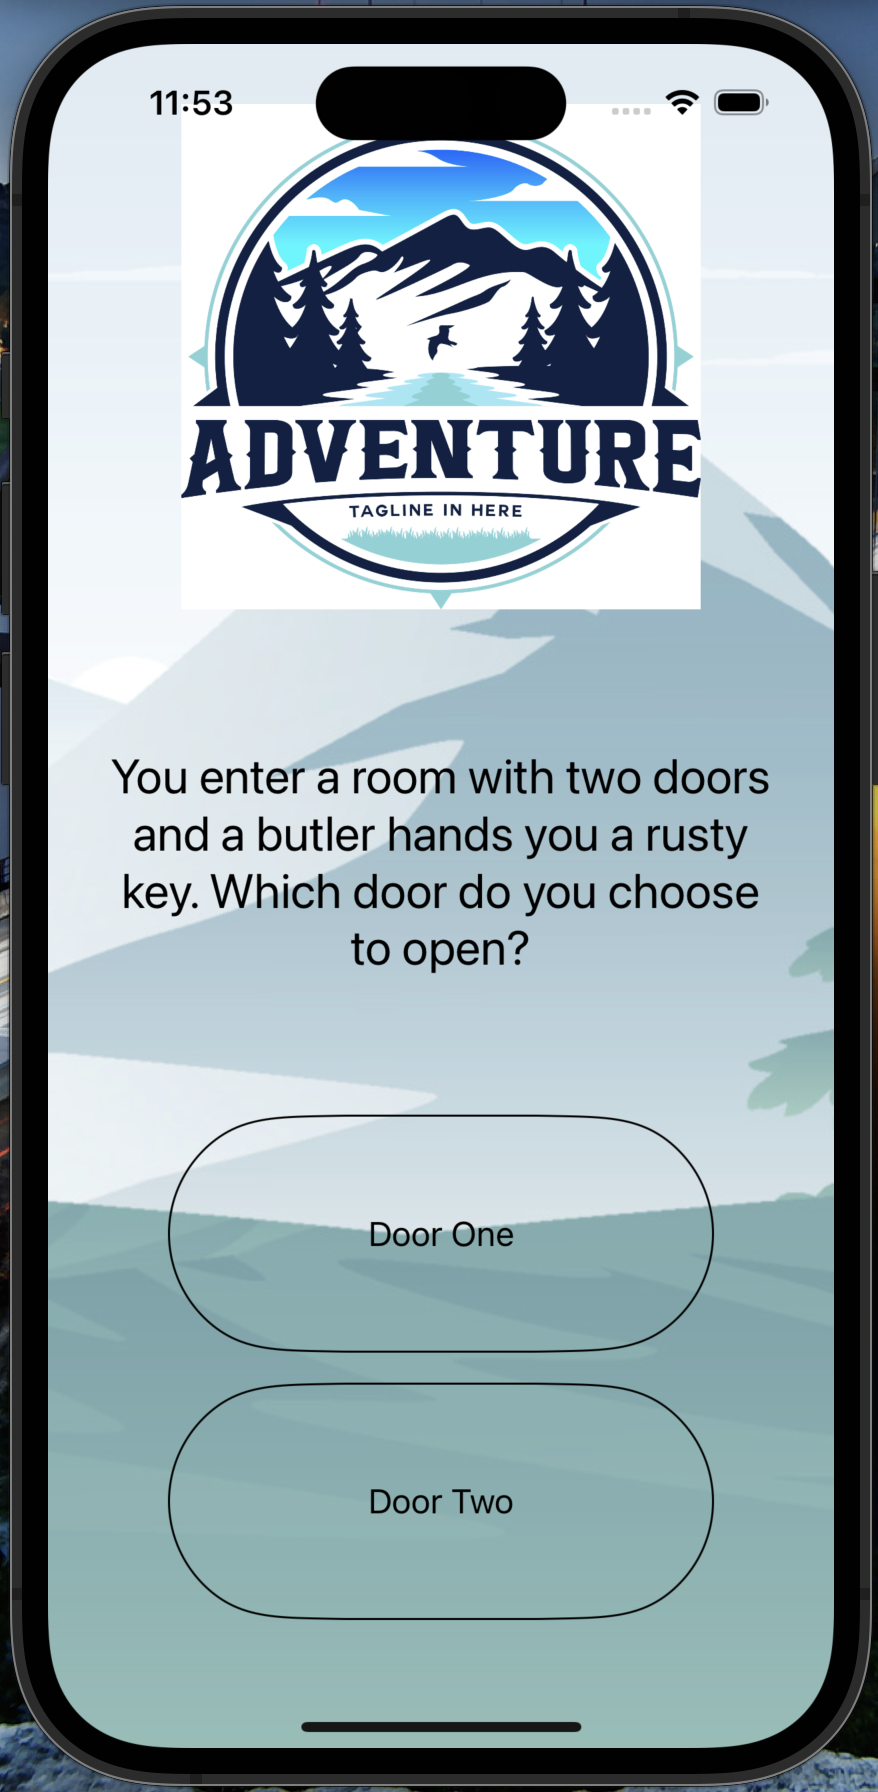 11:53
ADVENTURE
TAGLINE IN HERE
You enter a room with two doors
and a butler hands you a rusty
key. Which door do you choose
to open?
Door One
Door Two